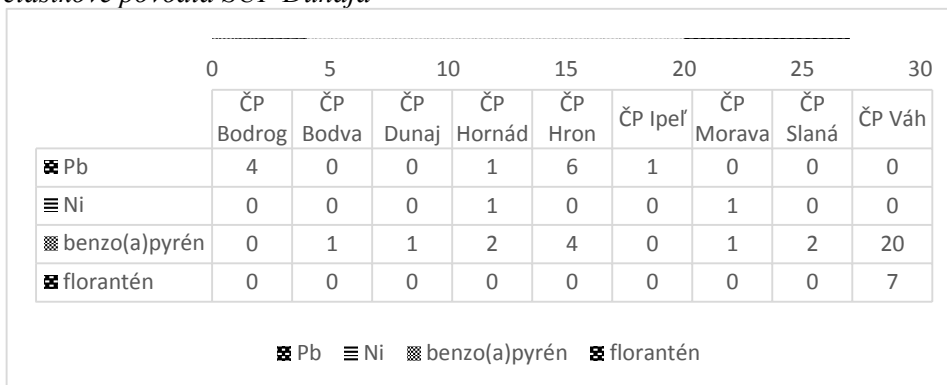 čiastkové povodia SÚP Dunaja
0 5 10 15 20 25 30
ČP Bodrog ČP Bodva ČP Dunaj ČP Hornád ČP Hron ČP Ipeľ ČP Morava ČP Slaná ČP Váh
Pb 4 0 0 1 6 1 0 0 0
Ni 0 0 0 1 0 0 1 0 0
benzo(a)pyrén 0 1 1 2 4 0 1 2 20
florantén 0 0 0 0 0 0 0 0 7
Pb Ni benzo(a)pyrén florantén